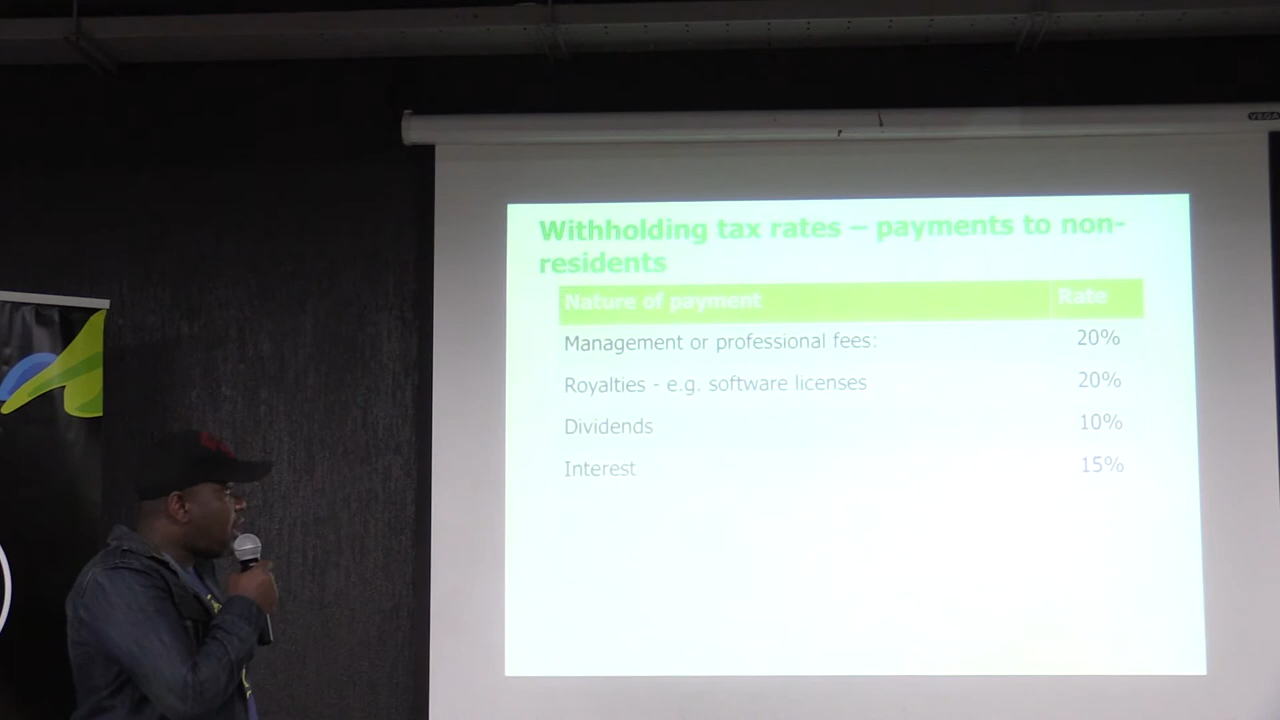 VEGA
Withholding tax rates – payments to non-
residents
Nature of payment Rate
Management or professional fees: 20%
Royalties - e.g. software licenses 20%
Dividends 10%
Interest 15%